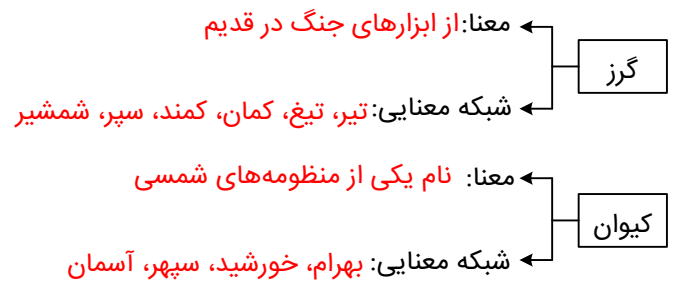 معنا:از ابزارهای جنگ در قدیم
گرز
شبکه معنایی:تیر، تیغ، کمان، کمند، سپر، شمشیر
معنا: نام یکی از منظومه‌های شمسی
کیوان
شبکه معنایی: بهرام، خورشید، سپهر، آسمان